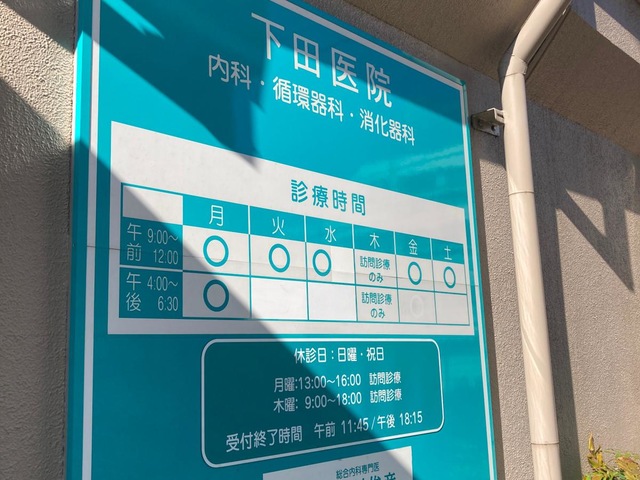 下田医院
内科・循環器科・消化器科
診療時間
月 火 水 木 金 土
午前 9:00～12:00 ○ ○ ○ 訪問診療のみ ○ ○
午後 4:00～6:30 ○ 訪問診療のみ
休診日：日曜・祝日
月曜:13:00～16:00 訪問診療
木曜: 9:00～18:00 訪問診療
受付終了時間 午前 11:45/午後 18:15
総合内科専門医